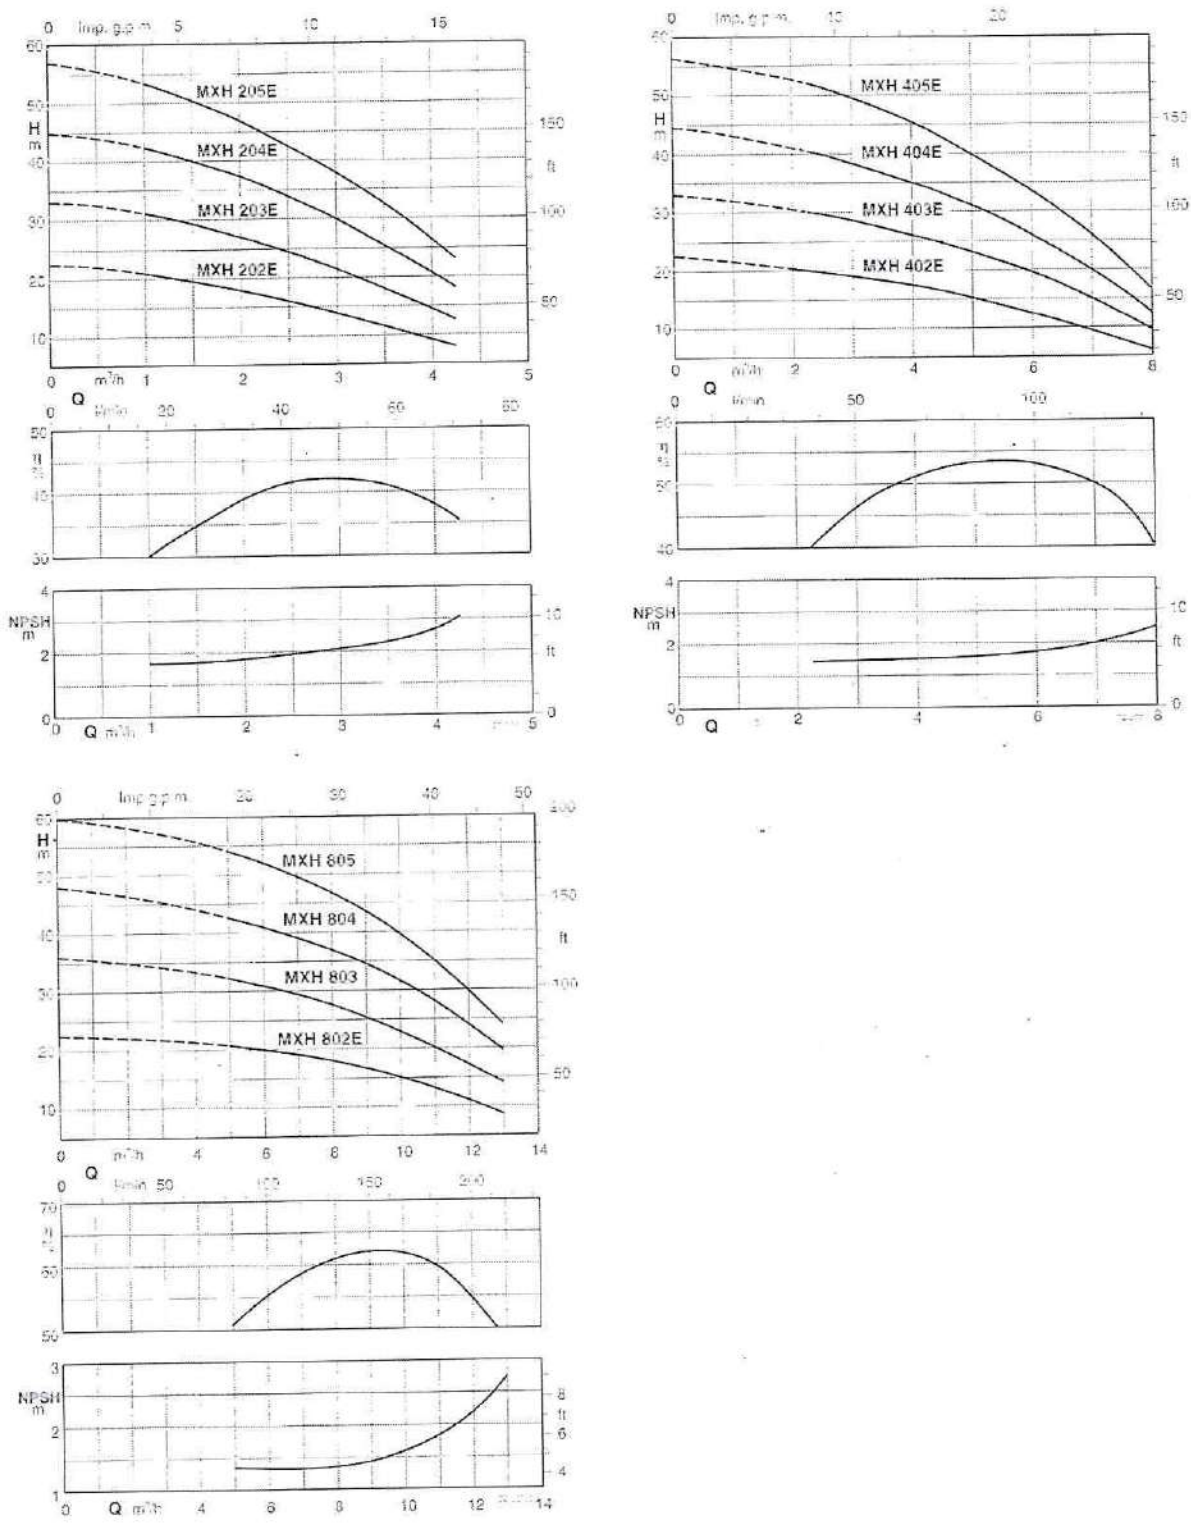 0 Imp. g.p.m. 5 10 15
60
MXH 205E
50
H
m
150
MXH 204E
40
ft
MXH 203E
100
30
MXH 202E
20
50
10
0 m³/h 1 2 3 4 5
Q
0 l/min 20 40 60 80
50
η
%
40
30
4
NPSH
m
10
2
ft
0
0
0 Q m³/h 1 2 3 4 5
0 Imp. g.p.m. 10 20
60
MXH 405E
50
H
m
150
MXH 404E
40
ft
MXH 403E
100
30
MXH 402E
20
50
10
0 m³/h 2 4 6 8
Q
0 l/min 50 100
η
40
4
NPSH
m
10
2
ft
0
0
0 Q 2 4 6 8
0 Imp.g.p.m. 20 30 40 50
200
60
H
m
MXH 805
50
150
MXH 804
40
ft
MXH 803
100
30
MXH 802E
20
50
10
0 m³/h 4 6 8 10 12 14
Q
0 l/min 50 100 150 200
70
η
60
50
3
NPSH
m
8
ft
2
6
4
1
0 Q m³/h 4 6 8 10 14